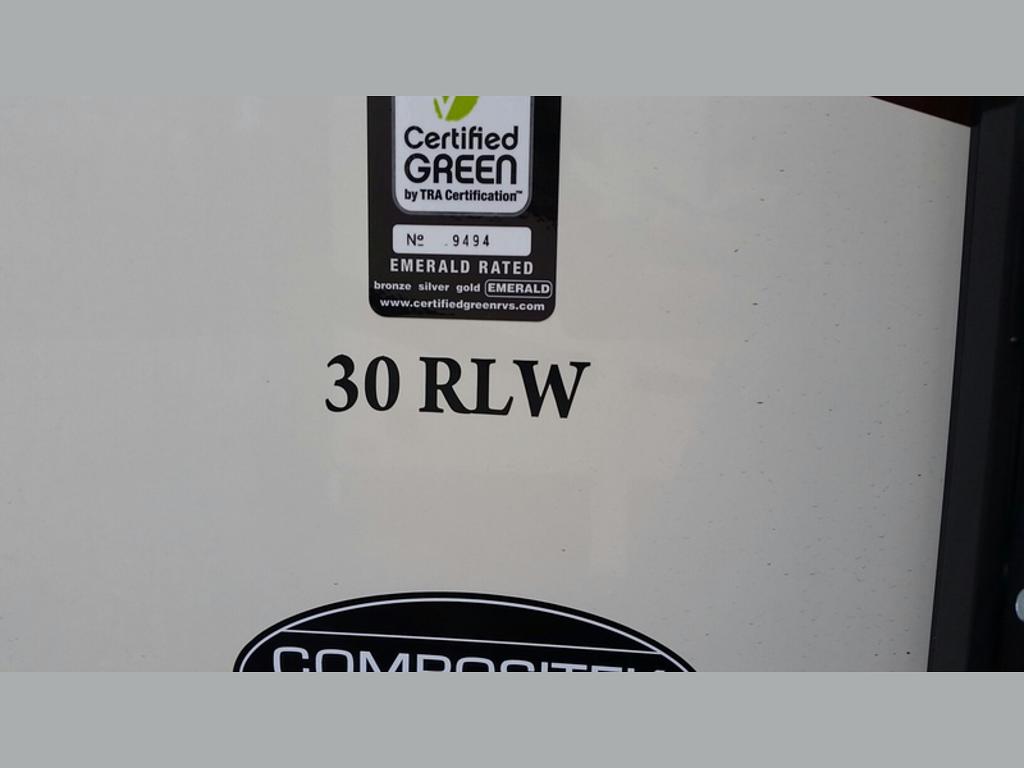 Certified
GREEN
by TRA Certification™
Nº 9494
EMERALD RATED
bronze silver gold EMERALD
www.certifiedgreenrvs.com
30 RLW